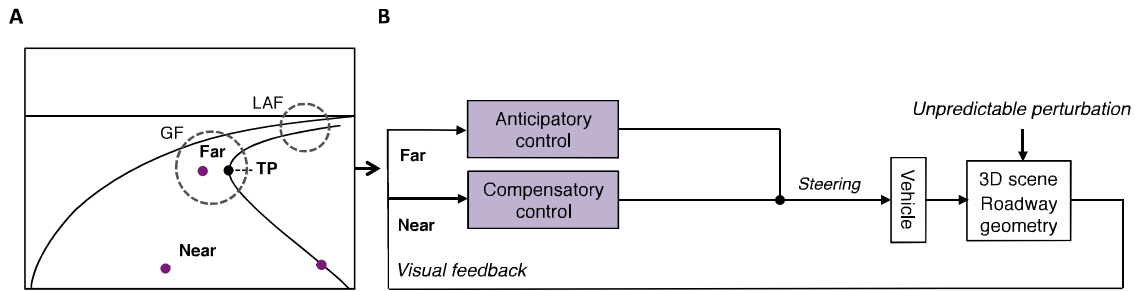 A
LAF
GF
Far
TP
Near
B
Far
Near
Visual feedback
Anticipatory
control
Compensatory
control
Steering
Vehicle
Unpredictable perturbation
3D scene
Roadway
geometry